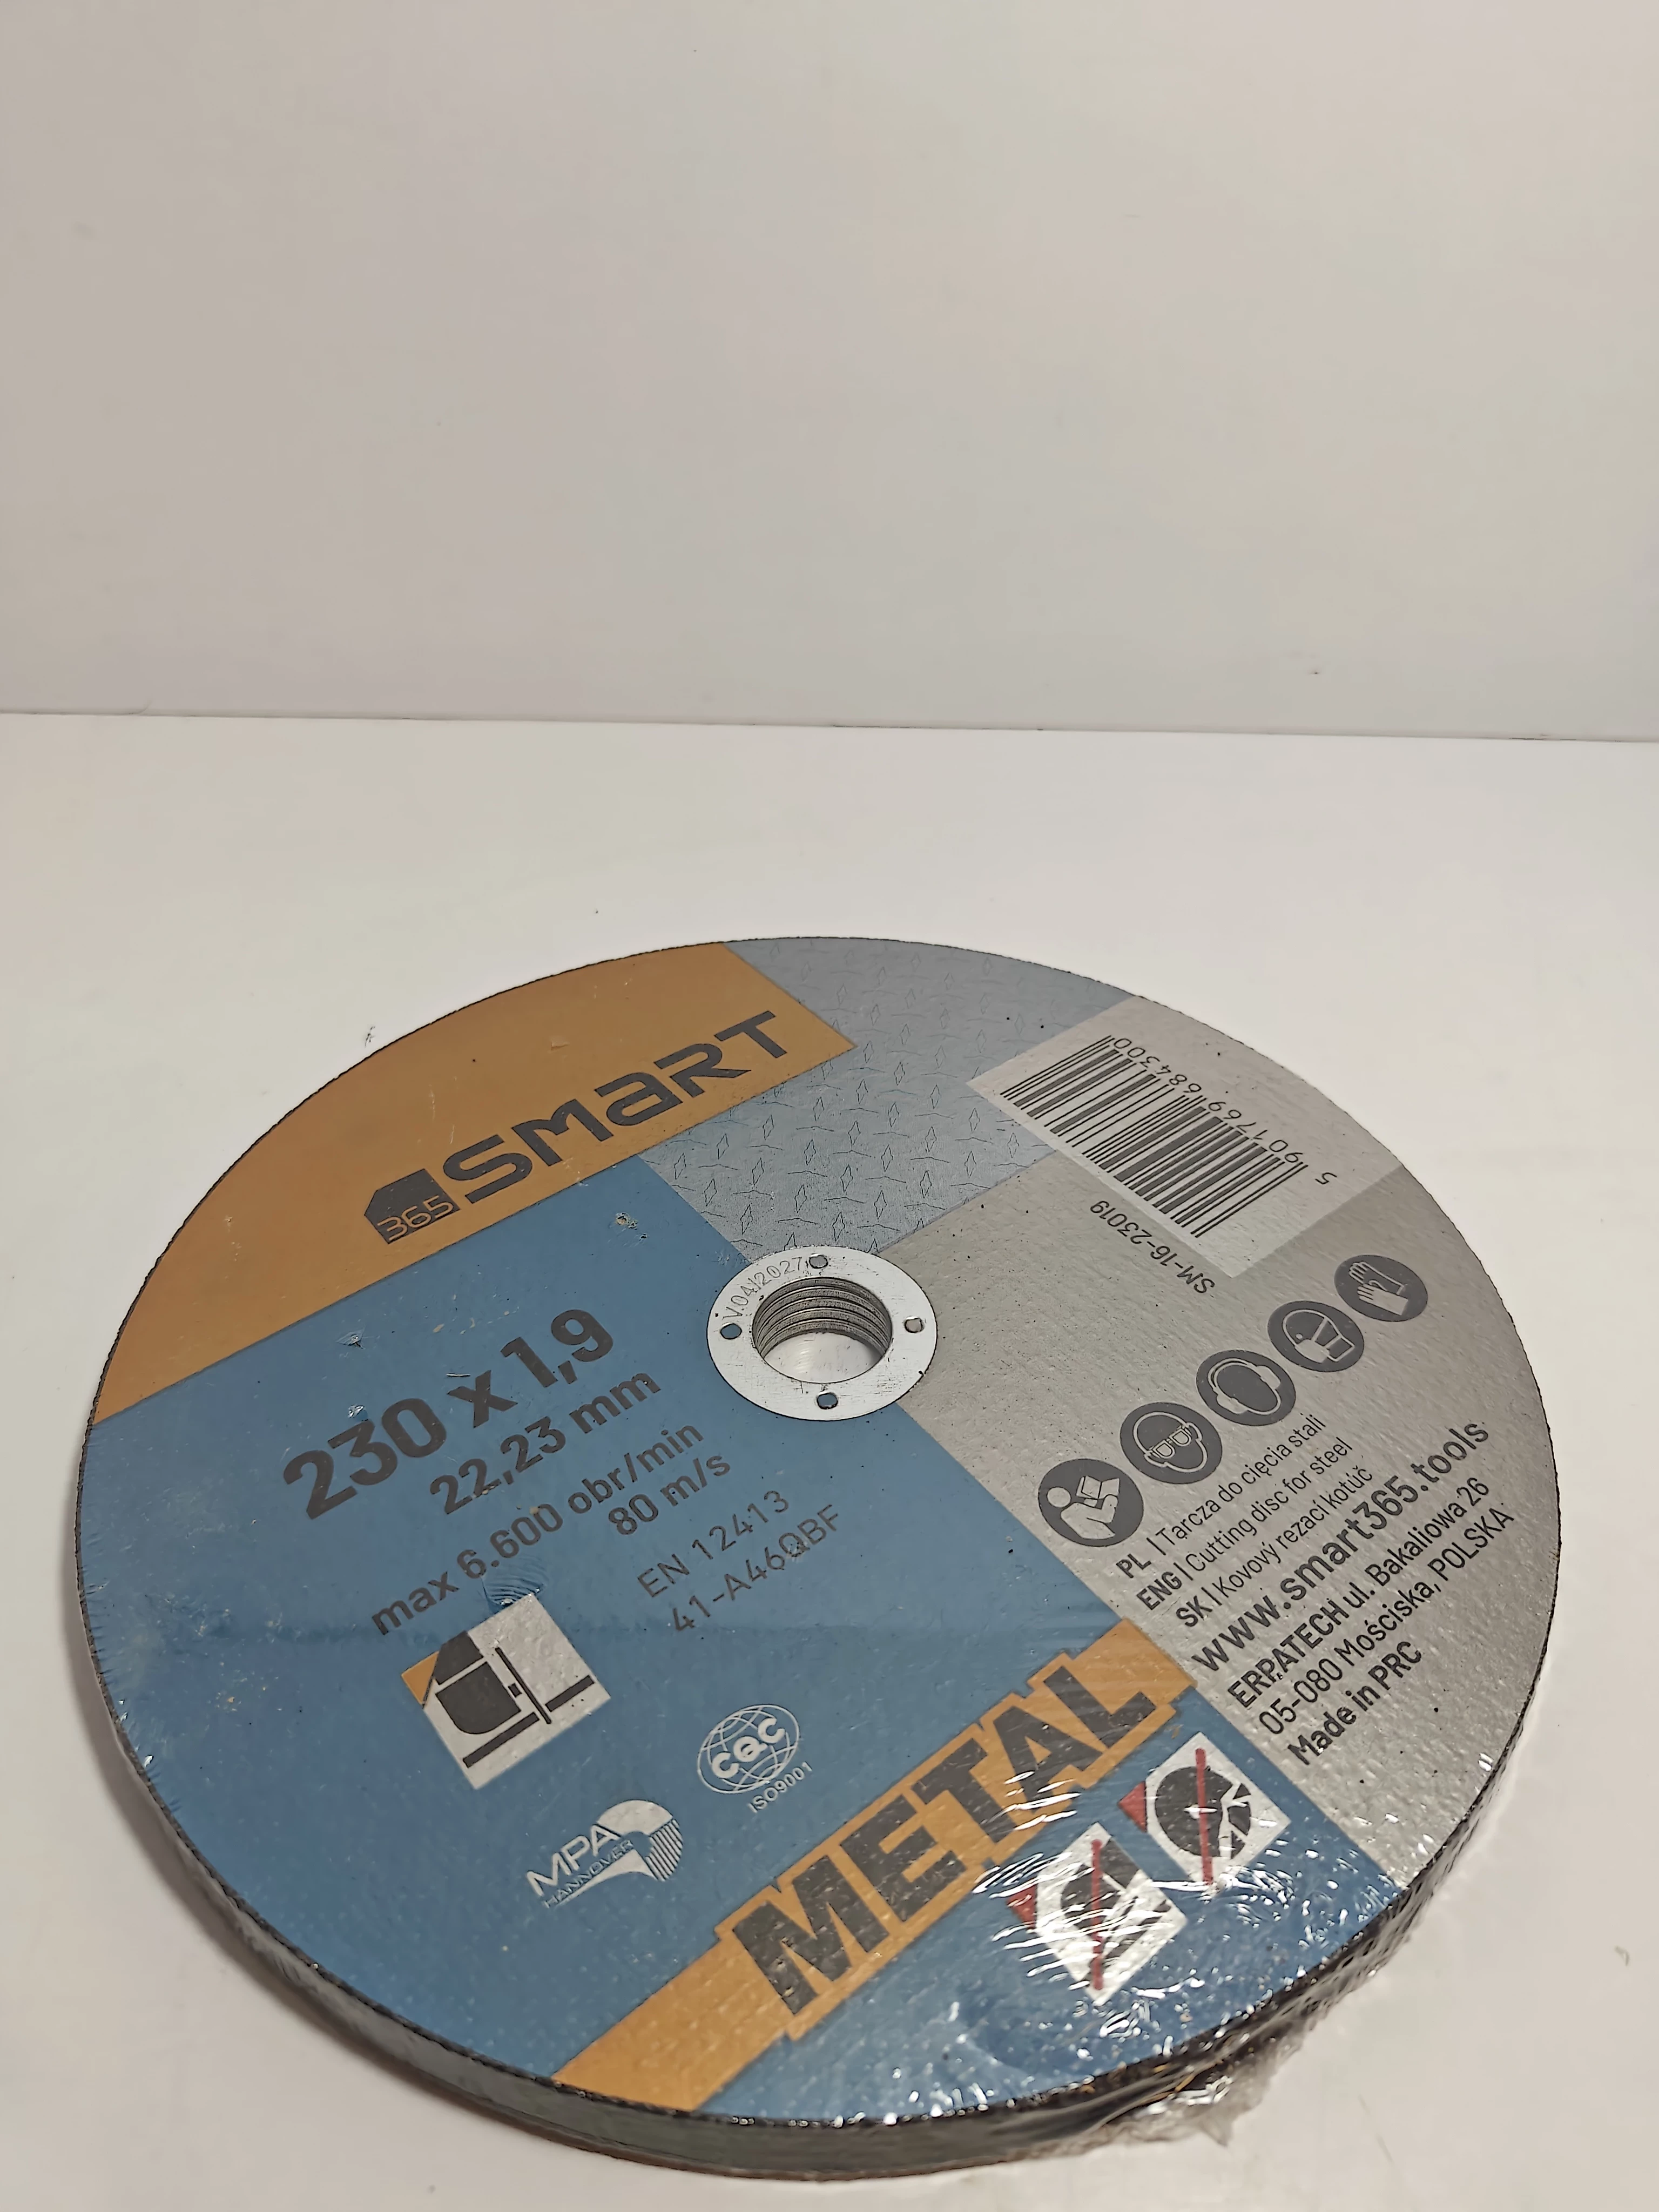 365 SMART
230 x 1,9
22,23 mm
max 6.600 obr/min
80 m/s
EN 12413
41-A46QBF
MPA
HANNOVER
CQC
ISO9001
METAL
V04/2027
5 901769 684300
SM-16-23019
PL | Tarcza do cięcia stali
ENG | Cutting disc for steel
SK | Kovový rezací kotúč
www.smart365.tools
ERPATECH ul. Bakaliowa 26
05-080 Mościska, POLSKA
Made in PRC